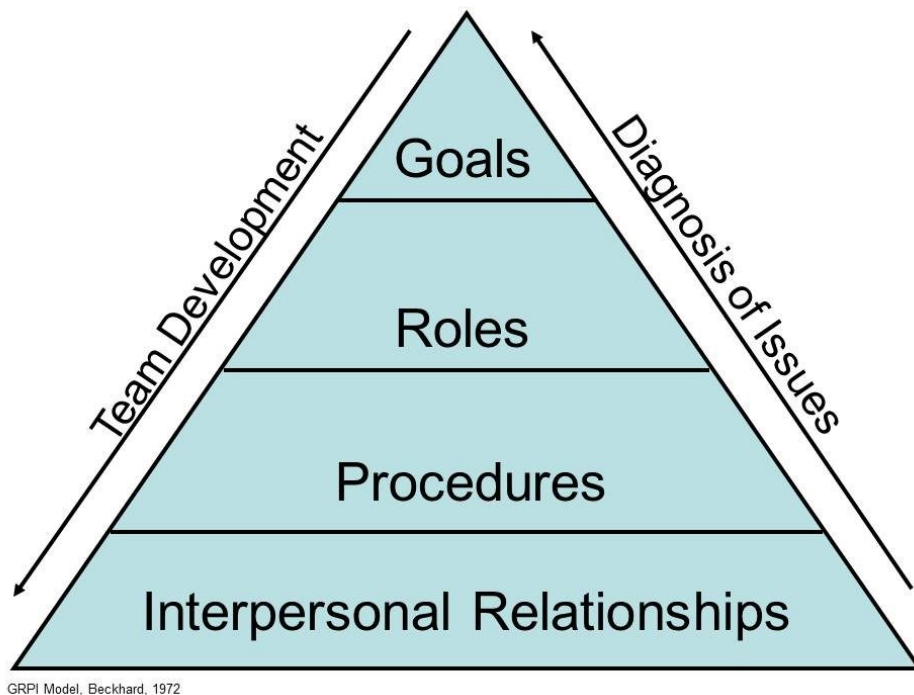 Goals
Team Development
Diagnosis of Issues
Roles
Procedures
Interpersonal Relationships
GRPI Model, Beckhard, 1972